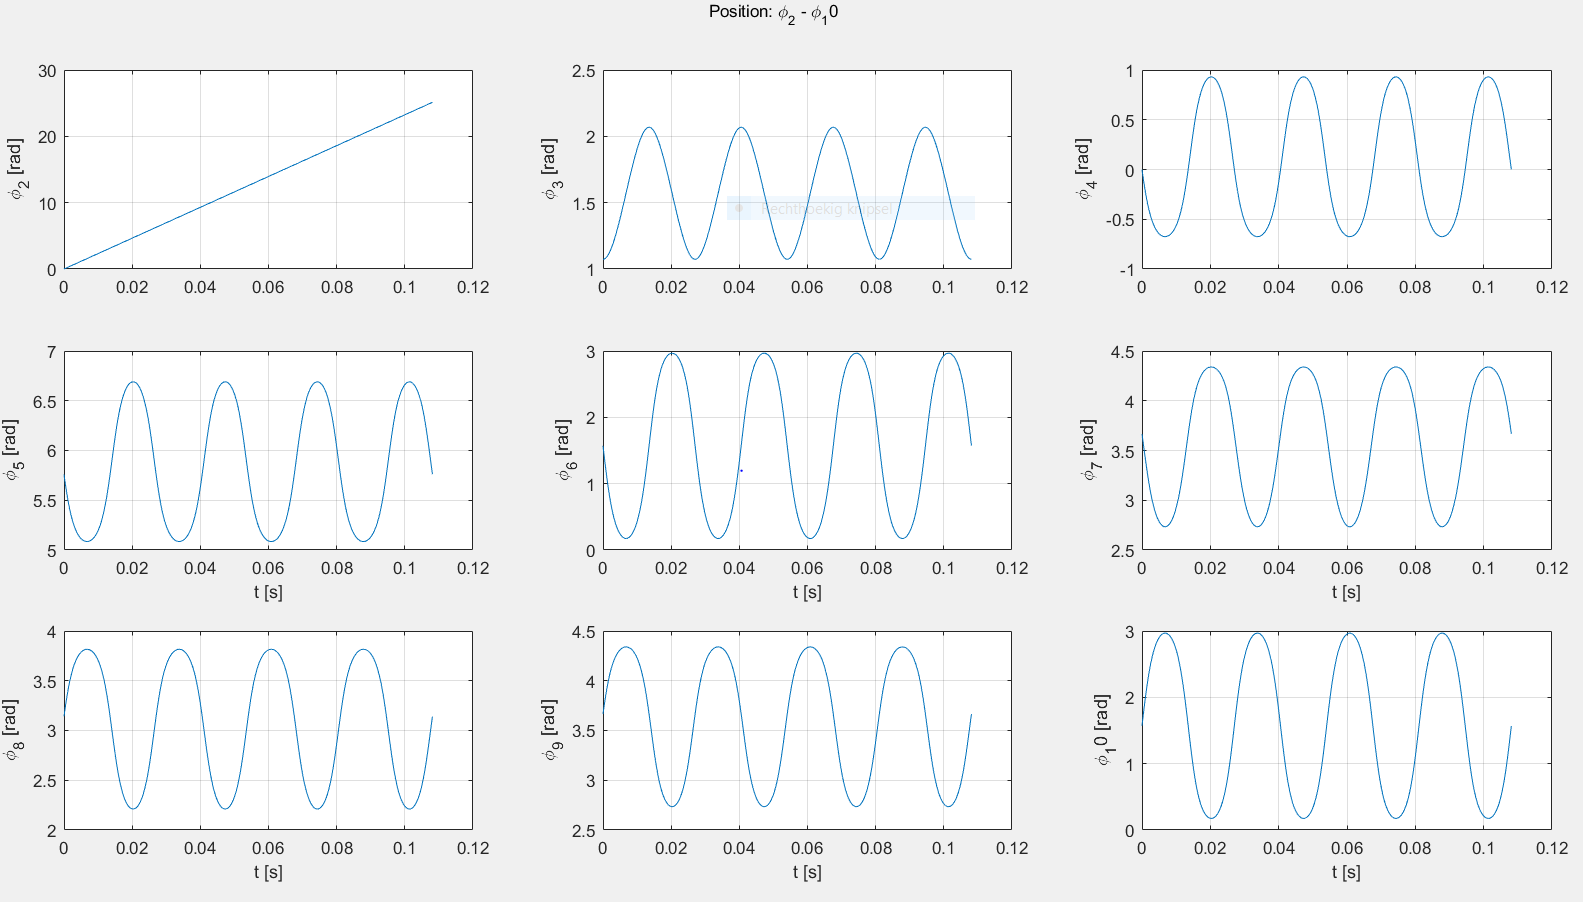 Position: ϕ₂ - ϕ₁0
30
20
10
0
0 0.02 0.04 0.06 0.08 0.1 0.12
ϕ₂ [rad]
2.5
2
1.5
1
0 0.02 0.04 0.06 0.08 0.1 0.12
ϕ₃ [rad]
Rechthoekig knipsel
1
0.5
0
-0.5
-1
0 0.02 0.04 0.06 0.08 0.1 0.12
ϕ₄ [rad]
7
6.5
6
5.5
5
0 0.02 0.04 0.06 0.08 0.1 0.12
ϕ₅ [rad]
t [s]
3
2
1
0
0 0.02 0.04 0.06 0.08 0.1 0.12
ϕ₆ [rad]
t [s]
4.5
4
3.5
3
2.5
0 0.02 0.04 0.06 0.08 0.1 0.12
ϕ₇ [rad]
t [s]
4
3.5
3
2.5
2
0 0.02 0.04 0.06 0.08 0.1 0.12
ϕ₈ [rad]
t [s]
4.5
4
3.5
3
2.5
0 0.02 0.04 0.06 0.08 0.1 0.12
ϕ₉ [rad]
t [s]
3
2
1
0
0 0.02 0.04 0.06 0.08 0.1 0.12
ϕ₁0 [rad]
t [s]